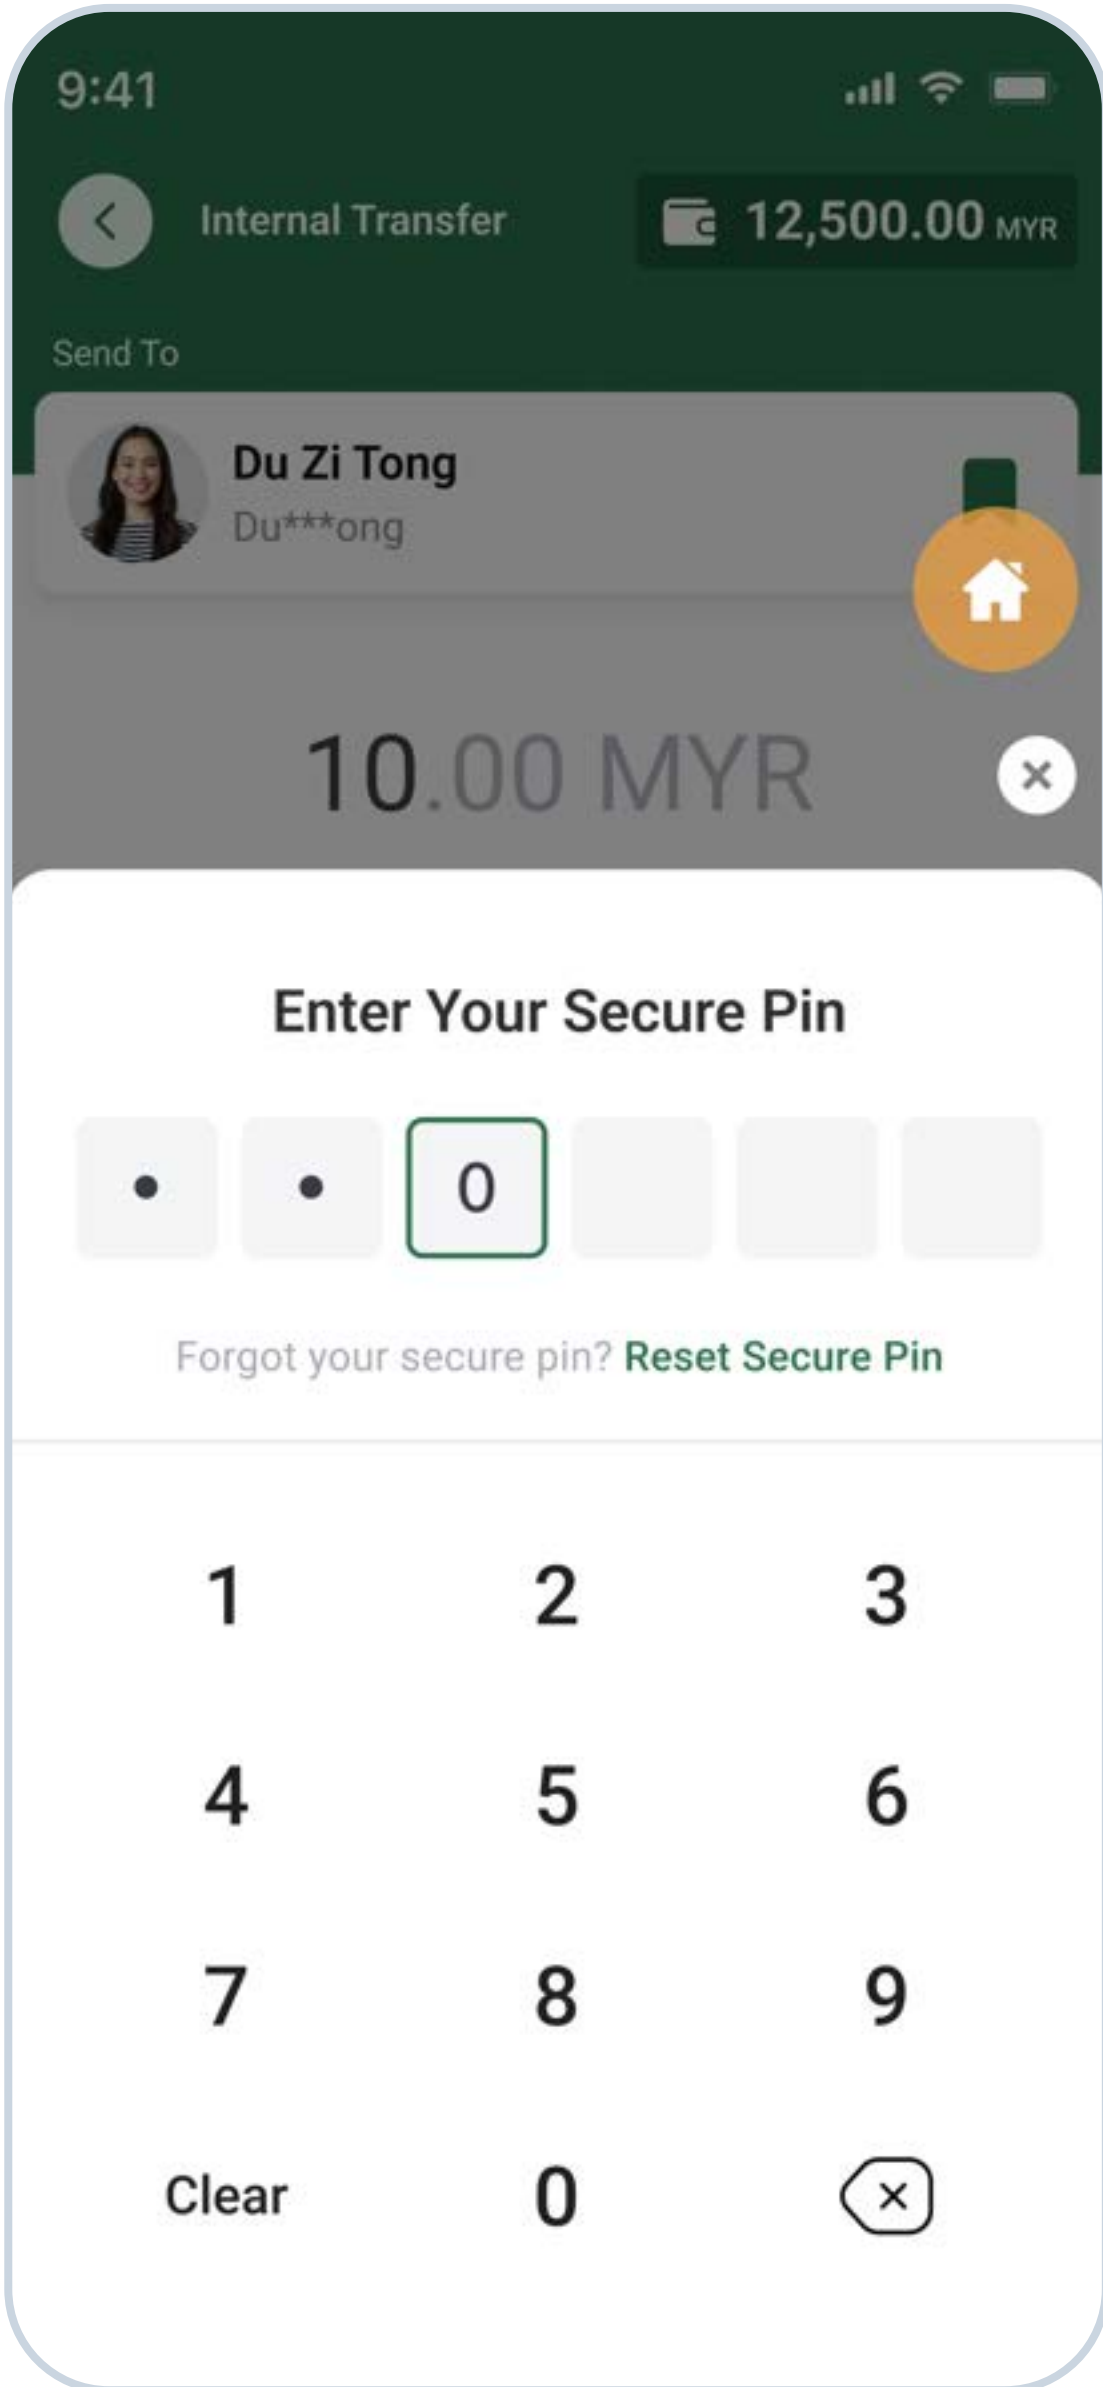 9:41
Internal Transfer 12,500.00 MYR
Send To
Du Zi Tong
Du***ong
10.00 MYR
Enter Your Secure Pin
0
Forgot your secure pin? Reset Secure Pin
1 2 3
4 5 6
7 8 9
Clear 0